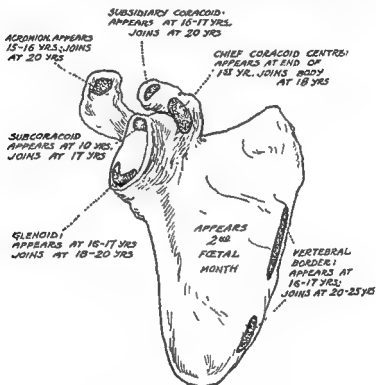 SUBSIDIARY CORACOID:
APPEARS AT 16-17 YRS.
JOINS AT 20 YRS
ACROMION. APPEARS
15-16 YRS: JOINS
AT 20 YRS
CHIEF CORACOID CENTRE:
APPEARS AT END OF
1ST YR. JOINS BODY
AT 18 YRS
SUBCORACOID
APPEARS AT 10 YRS.
JOINS AT 17 YRS
GLENOID:
APPEARS AT 16-17 YRS
JOINS AT 18-20 YRS
APPEARS
2ND
FŒTAL
MONTH
VERTEBRAL
BORDER:
APPEARS AT
16-17 YRS;
JOINS AT 20-25 YRS